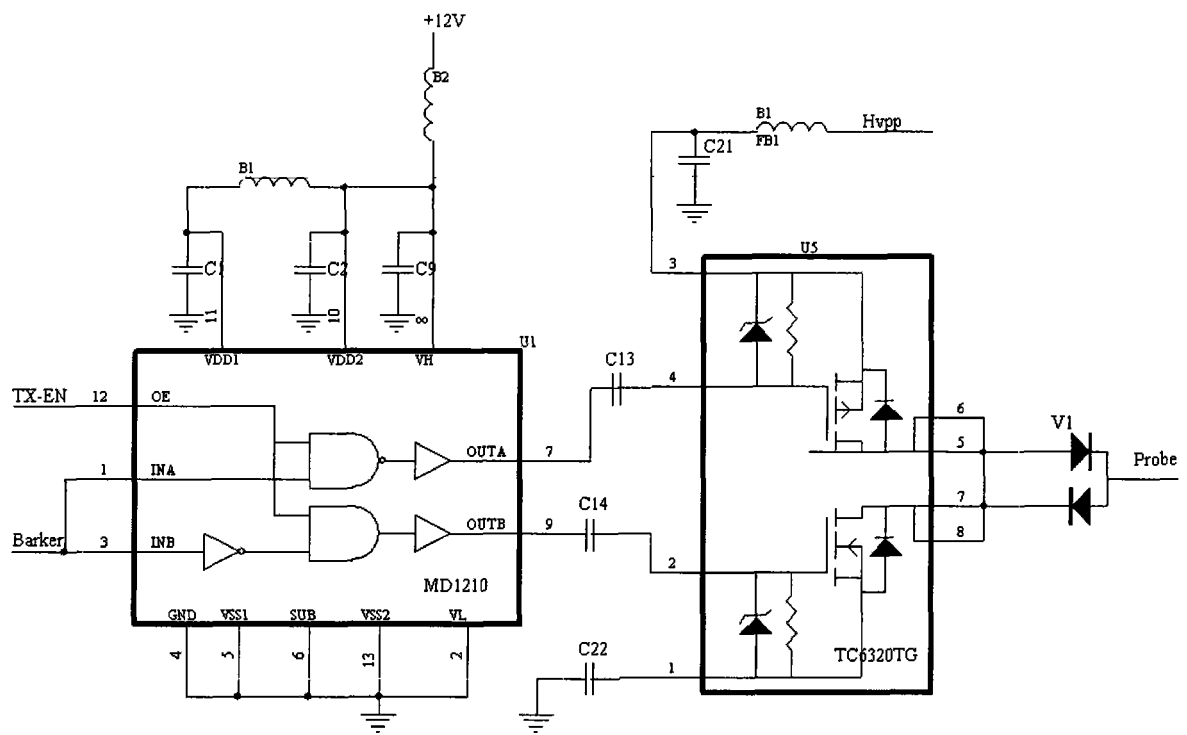 +12V
B2
B1
FB1
Hvpp
C21
B1
U5
C1
C2
C9
3
11
10
8
U1
VDD1
VDD2
VH
C13
4
TX-EN
12
OE
6
V1
OUTA
7
5
Probe
1
INA
C14
7
OUTB
9
8
Barker
3
INB
2
MD1210
GND
VSS1
SUB
VSS2
VL
C22
TC6320TG
4
5
6
13
2
1